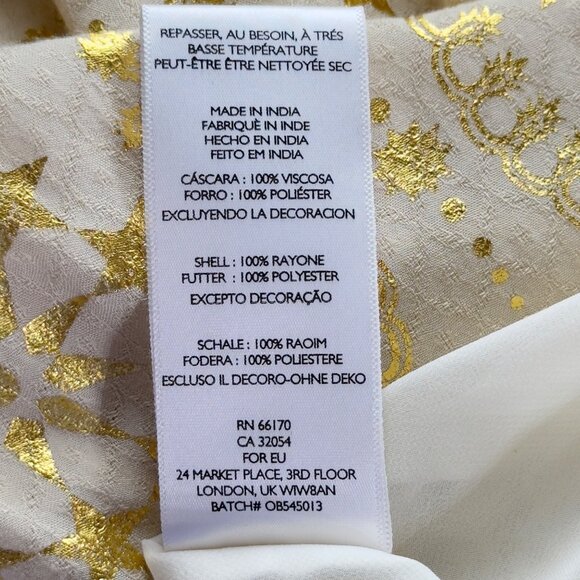 REPASSER, AU BESOIN, À TRÉS
BASSE TEMPÉRATURE
PEUT-ÊTRE ÊTRE NETTOYÉE SEC
MADE IN INDIA
FABRIQUÈ IN INDE
HECHO EN INDIA
FEITO EM INDIA
CÁSCARA : 100% VISCOSA
FORRO : 100% POLIÉSTER
EXCLUYENDO LA DECORACION
SHELL : 100% RAYONE
FUTTER : 100% POLYESTER
EXCEPTO DECORAÇÃO
SCHALE : 100% RAOIM
FODERA : 100% POLIESTERE
ESCLUSO IL DECORO-OHNE DEKO
RN 66170
CA 32054
FOR EU
24 MARKET PLACE, 3RD FLOOR
LONDON, UK WIW8AN
BATCH# OB545013